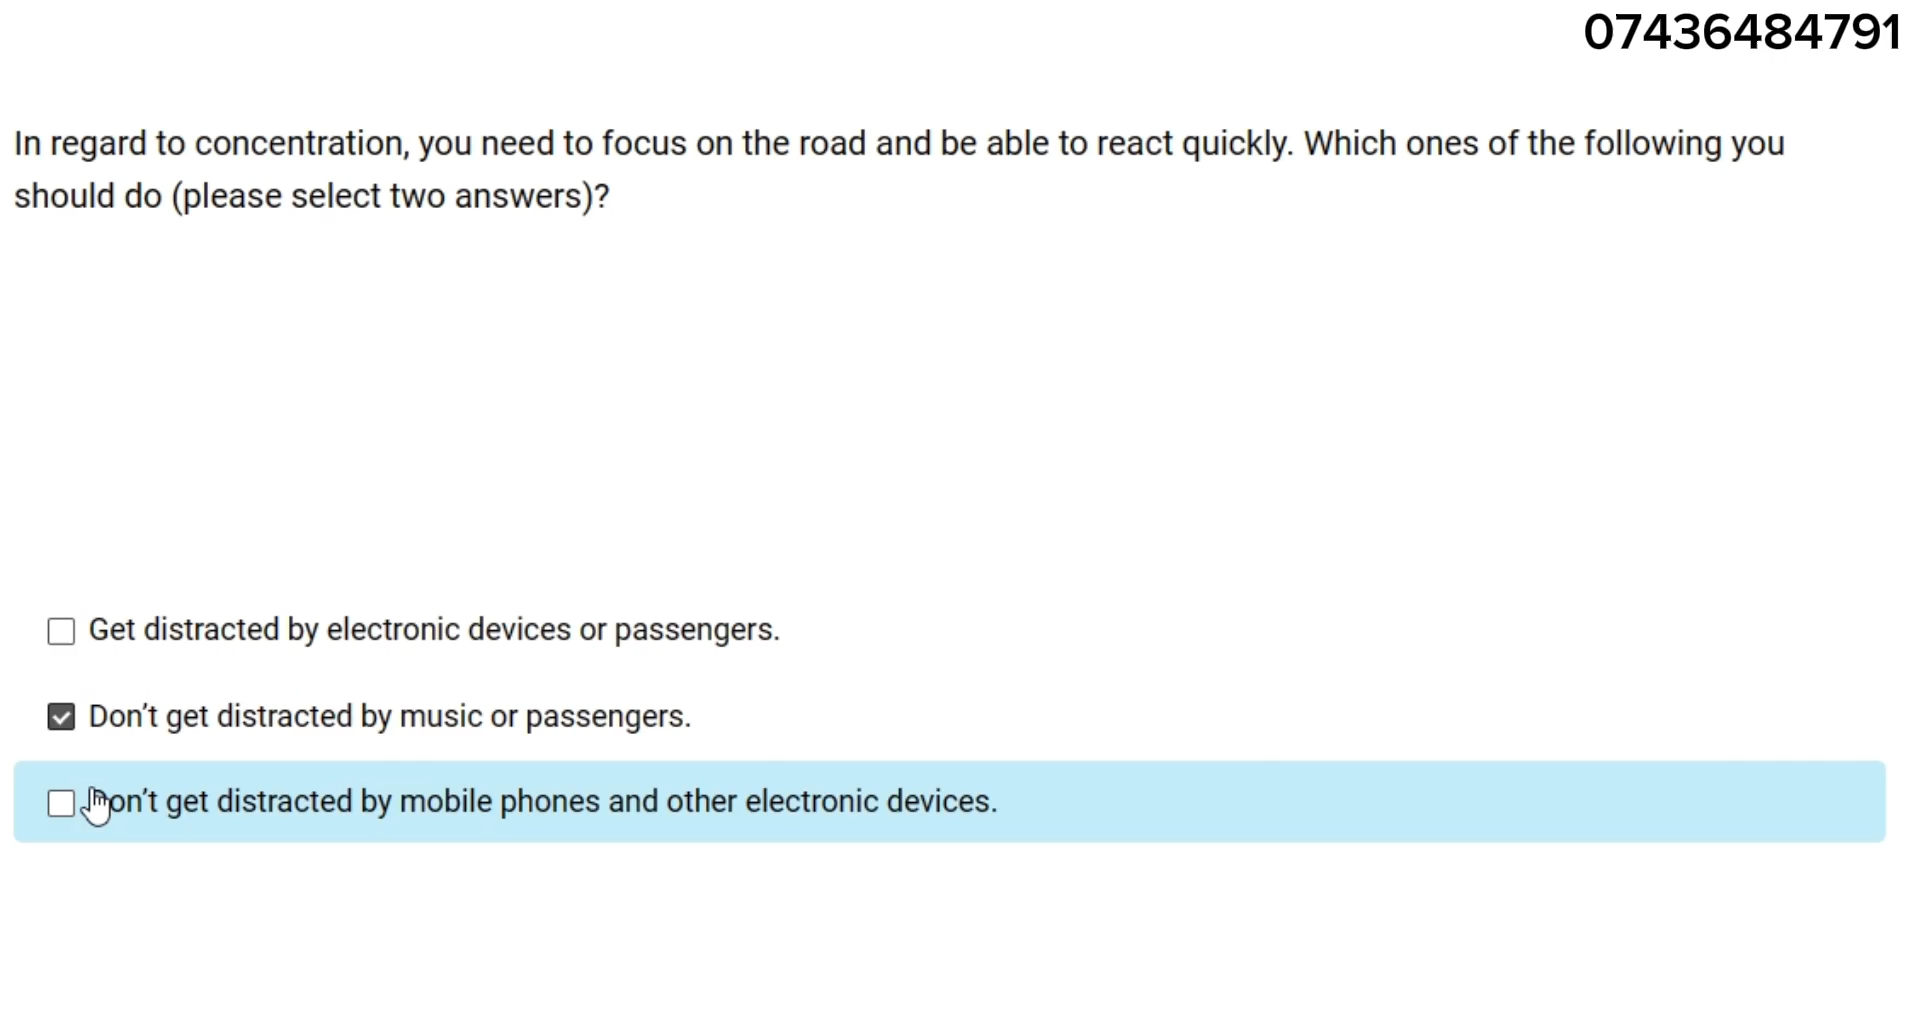 07436484791
In regard to concentration, you need to focus on the road and be able to react quickly. Which ones of the following you
should do (please select two answers)?
Get distracted by electronic devices or passengers.
Don’t get distracted by music or passengers.
Don’t get distracted by mobile phones and other electronic devices.